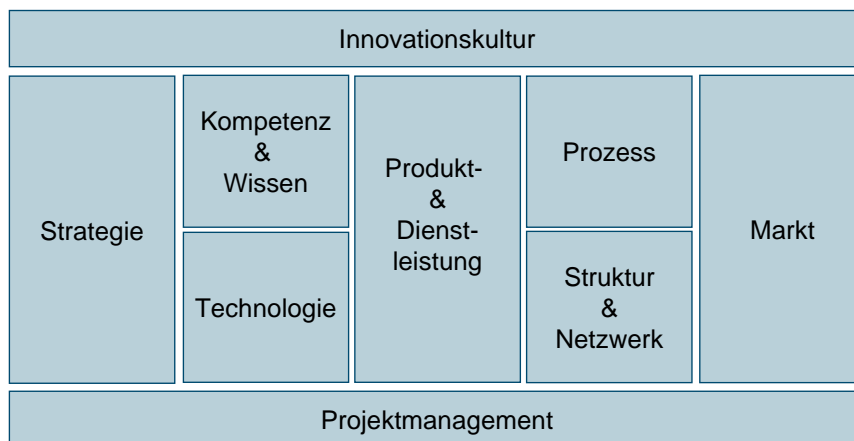 Innovationskultur
Strategie
Kompetenz
&
Wissen
Technologie
Produkt-
&
Dienst-
leistung
Prozess
Struktur
&
Netzwerk
Markt
Projektmanagement